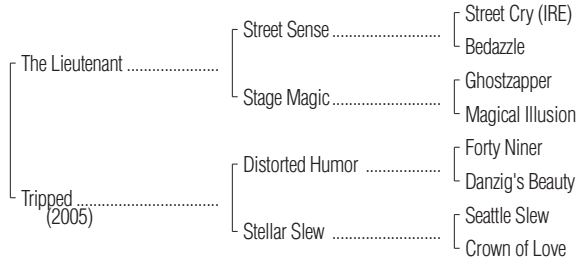 Street Cry (IRE)
Street Sense ......................
Bedazzle
The Lieutenant ...................
Ghostzapper
Stage Magic ......................
Magical Illusion
Forty Niner
Distorted Humor ...............
Danzig's Beauty
Tripped .............................
(2005)
Seattle Slew
Stellar Slew ......................
Crown of Love